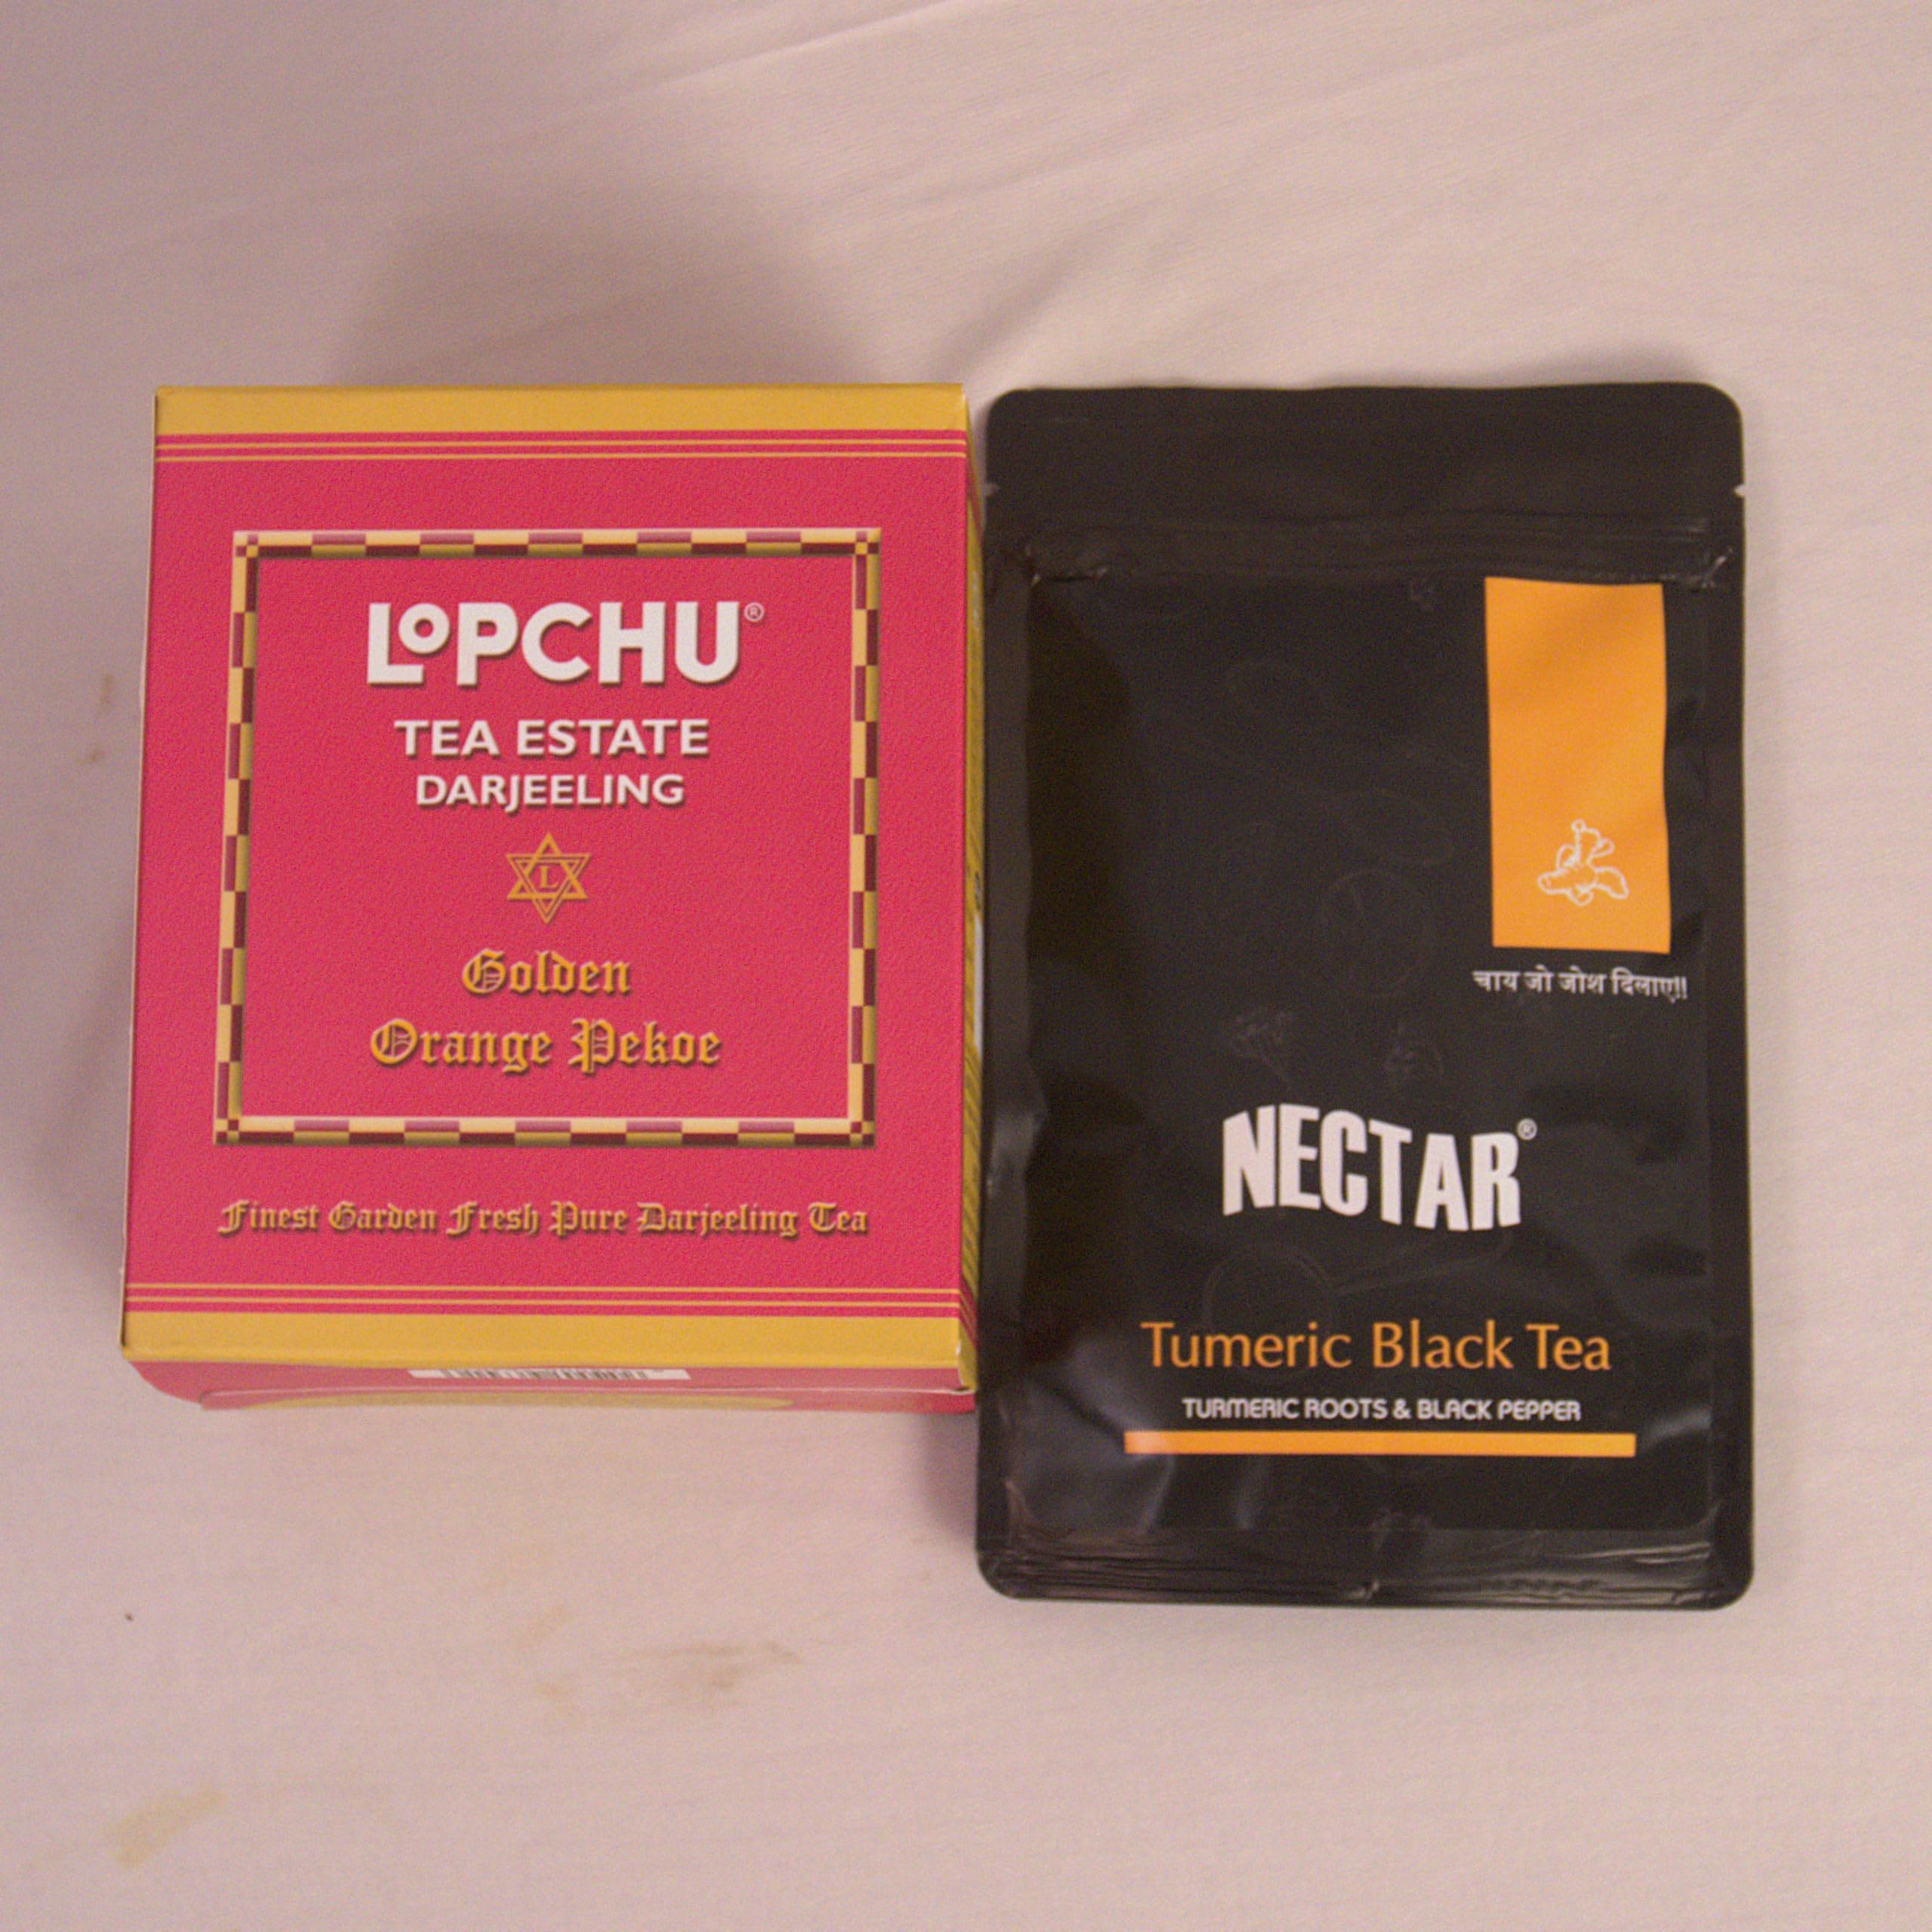 LOPCHU®
TEA ESTATE
DARJEELING
L
Golden
Orange Pekoe
Finest Garden Fresh Pure Darjeeling Tea
चाय जो जोश दिलाए!!
NECTAR®
Tumeric Black Tea
TURMERIC ROOTS & BLACK PEPPER